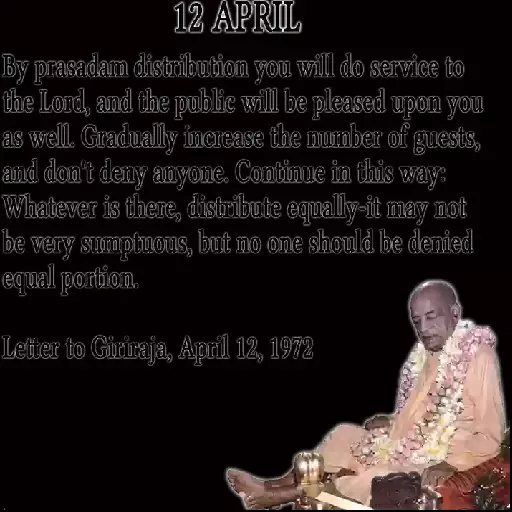 12 APRIL
By prasadam distribution you will do service to
the Lord, and the public will be pleased upon you
as well. Gradually increase the number of guests,
and don't deny anyone. Continue in this way:
Whatever is there, distribute equally-it may not
be very sumptuous, but no one should be denied
equal portion.
Letter to Giriraja, April 12, 1972